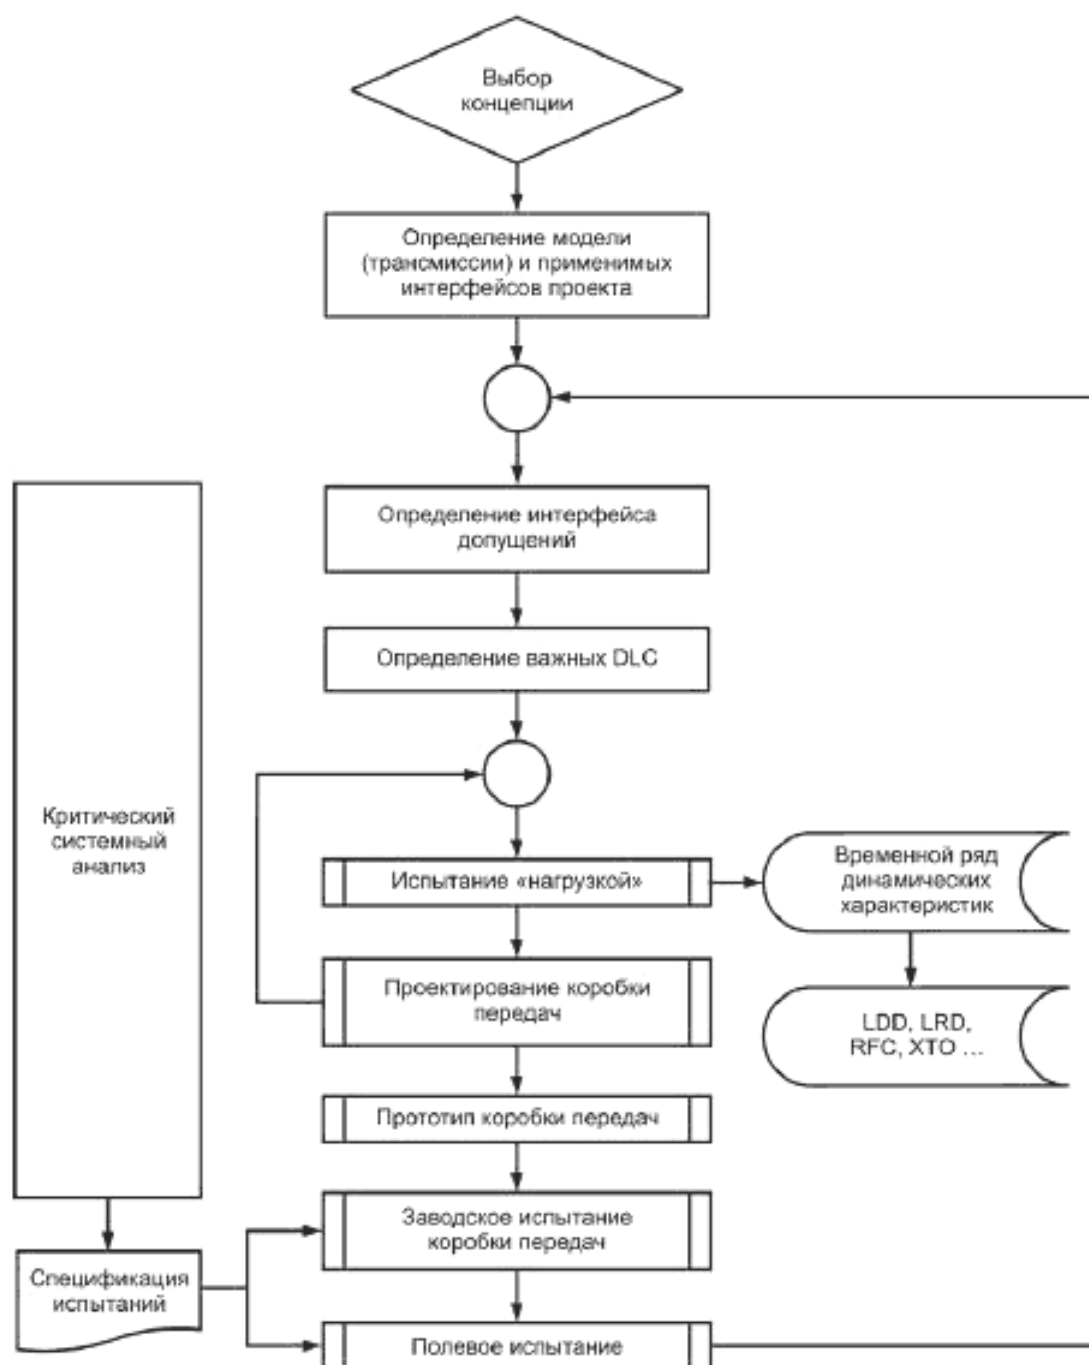 Выбор
концепции
Определение модели
(трансмиссии) и применимых
интерфейсов проекта
Определение интерфейса
допущений
Определение важных DLC
Критический
системный
анализ
Испытание «нагрузкой»
Временной ряд
динамических
характеристик
Проектирование коробки
передач
LDD, LRD,
RFC, XTO ...
Прототип коробки передач
Заводское испытание
коробки передач
Спецификация
испытаний
Полевое испытание